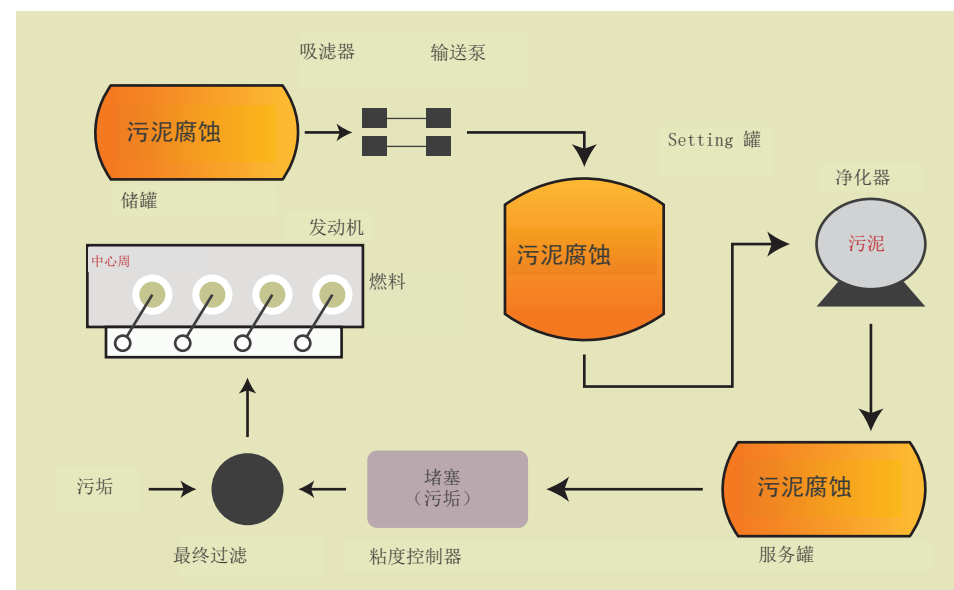 吸滤器
输送泵
污泥腐蚀
储罐
Setting 罐
污泥腐蚀
净化器
污泥
发动机
中心周
燃料
污垢
最终过滤
堵塞
（污垢）
粘度控制器
污泥腐蚀
服务罐